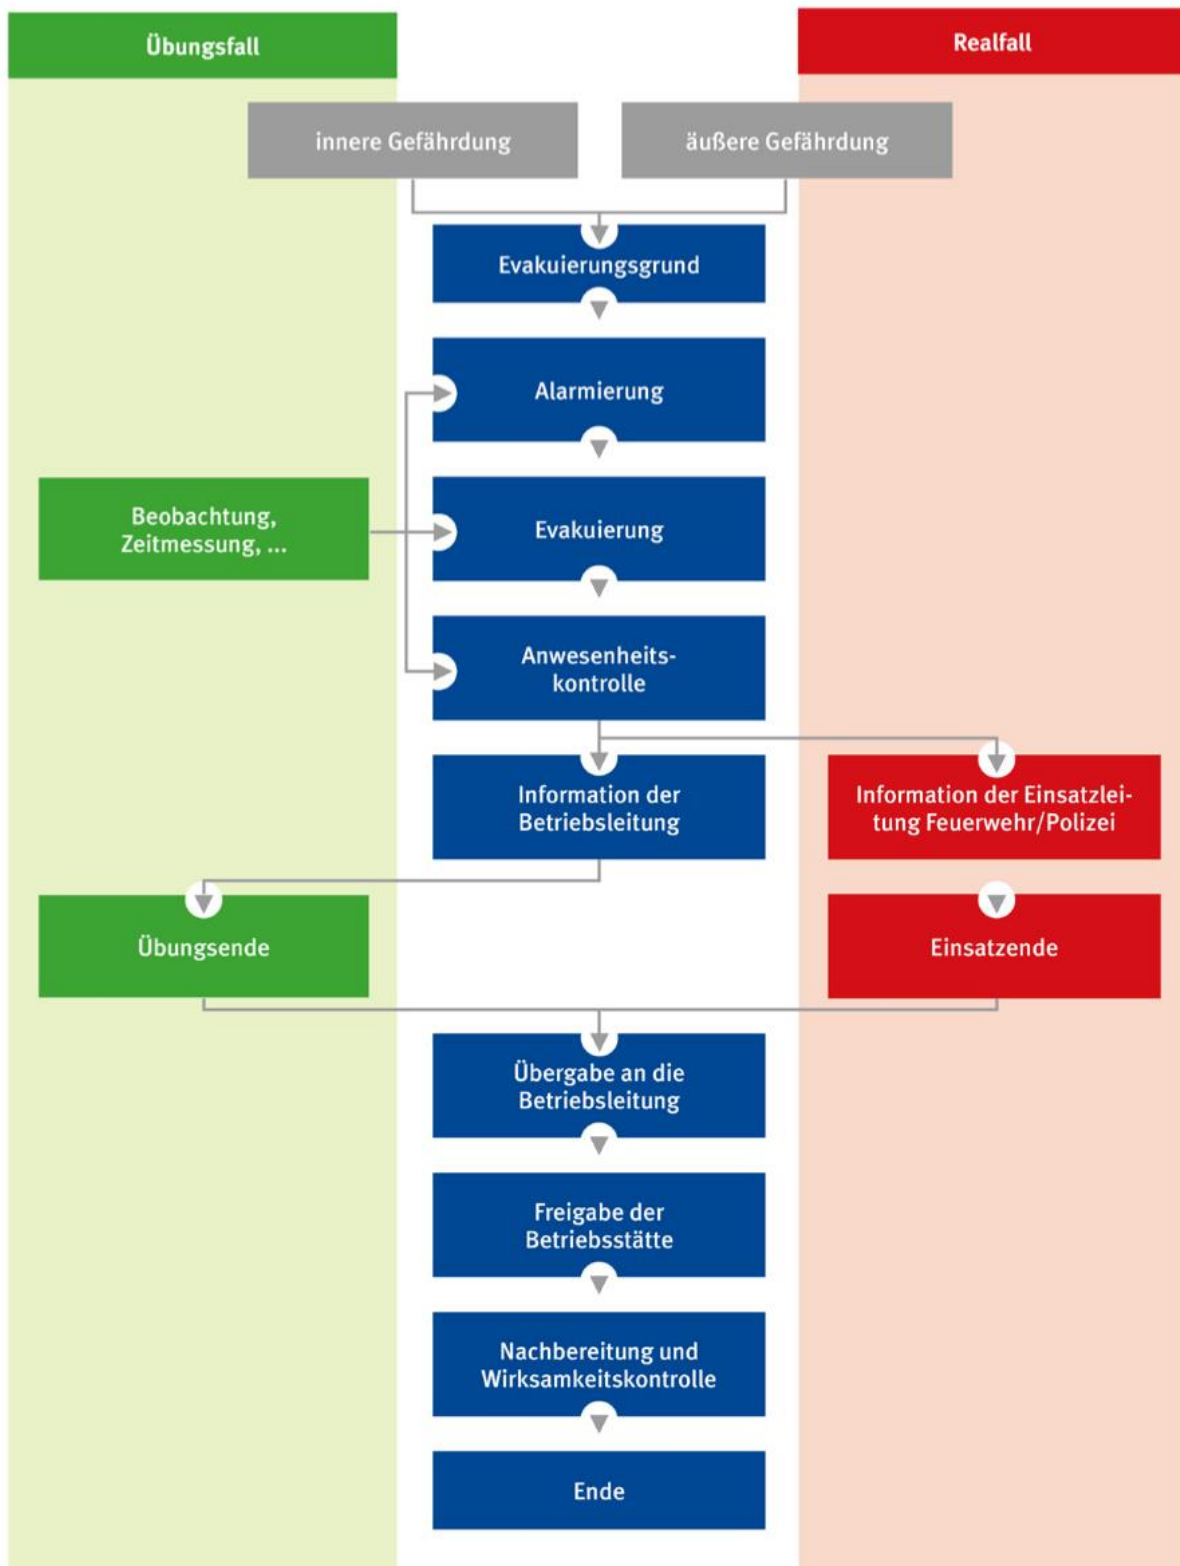 Übungsfall
Realfall
innere Gefährdung
äußere Gefährdung
Evakuierungsgrund
Alarmierung
Beobachtung,
Zeitmessung, ...
Evakuierung
Anwesenheits-
kontrolle
Information der
Betriebsleitung
Information der Einsatzlei-
tung Feuerwehr/Polizei
Übungsende
Einsatzende
Übergabe an die
Betriebsleitung
Freigabe der
Betriebsstätte
Nachbereitung und
Wirksamkeitskontrolle
Ende